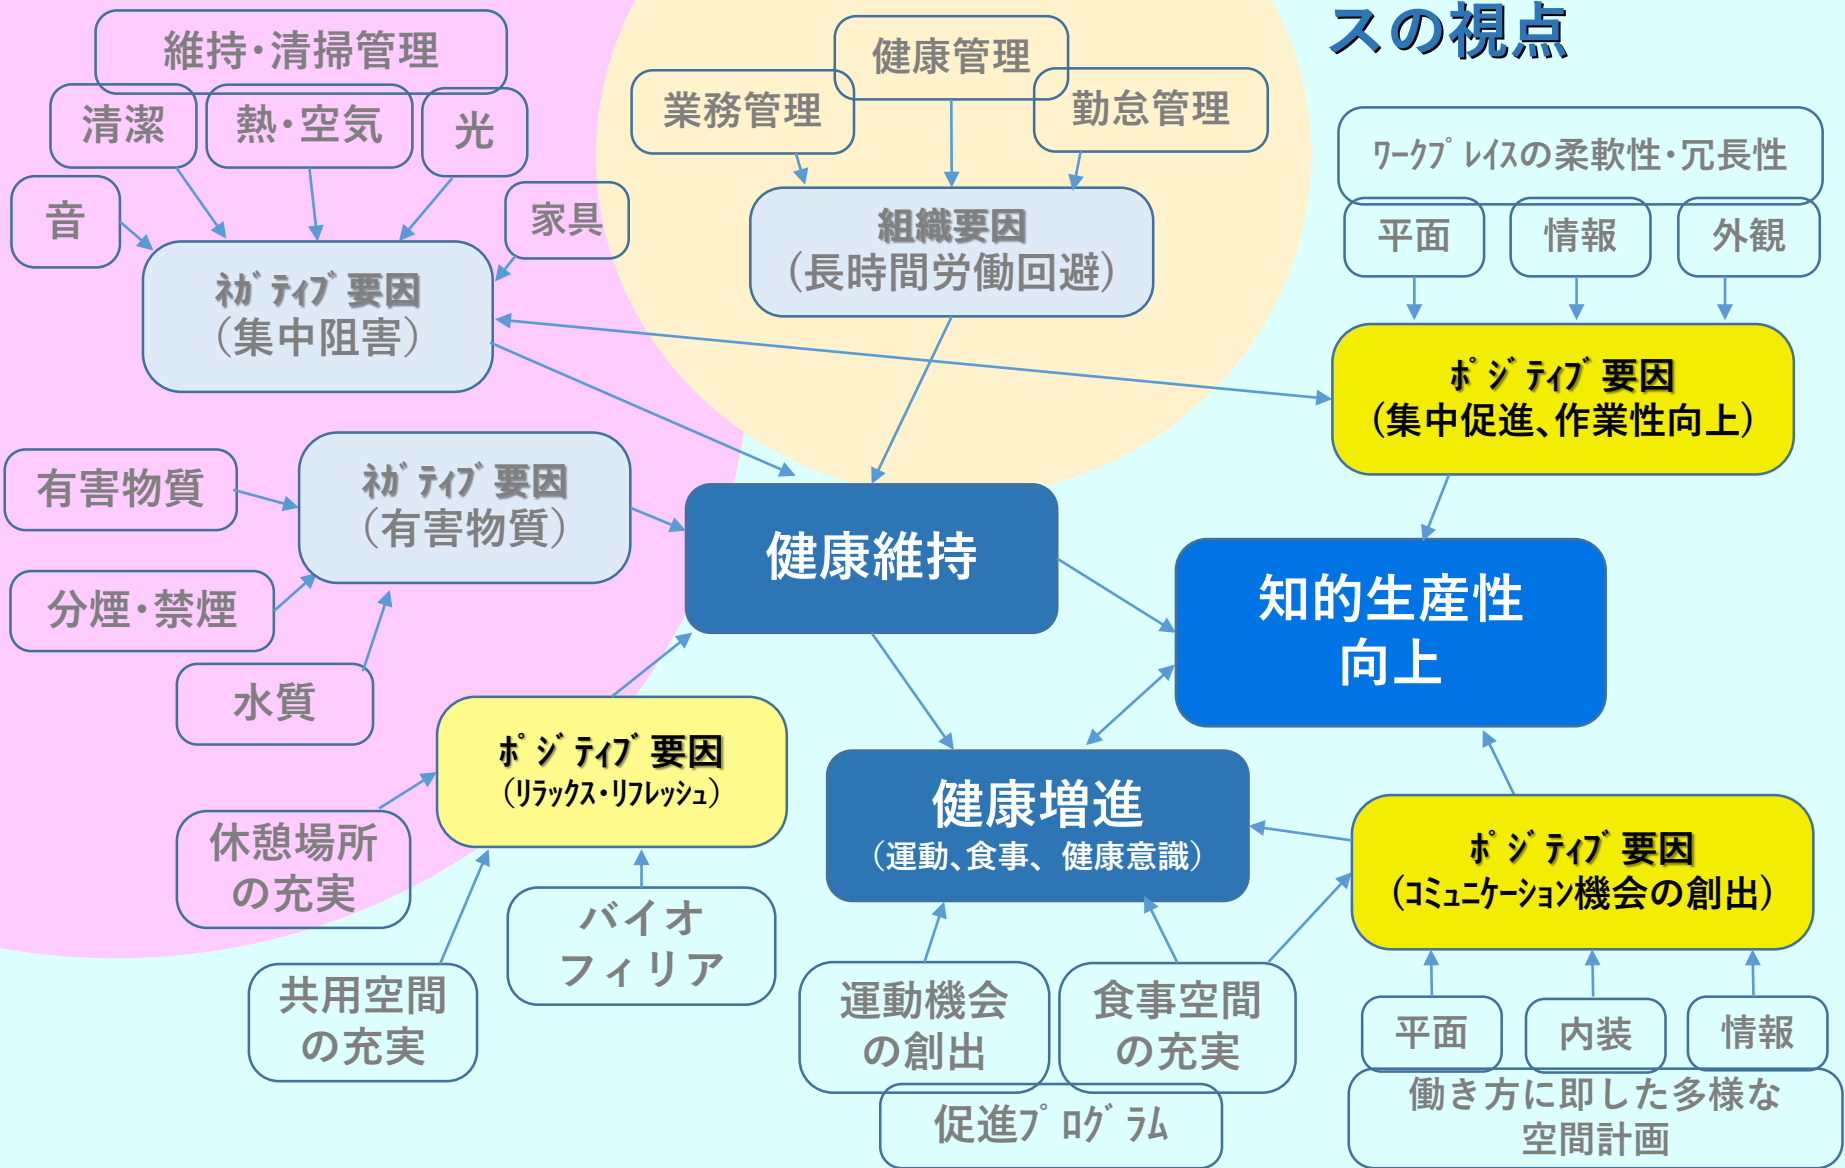 スの視点
維持・清掃管理
清潔
熱・空気
光
音
家具
ﾈｶﾞﾃｨﾌﾞ要因
（集中阻害）
健康管理
業務管理
勤怠管理
組織要因
（長時間労働回避）
ﾜｰｸﾌﾟﾚｲｽの柔軟性・冗長性
平面
情報
外観
ﾎﾟｼﾞﾃｨﾌﾞ要因
（集中促進、作業性向上）
有害物質
分煙・禁煙
水質
ﾈｶﾞﾃｨﾌﾞ要因
（有害物質）
健康維持
知的生産性
向上
ﾎﾟｼﾞﾃｨﾌﾞ要因
（ﾘﾗｯｸｽ・ﾘﾌﾚｯｼｭ）
休憩場所
の充実
共用空間
の充実
バイオ
フィリア
健康増進
（運動、食事、健康意識）
運動機会
の創出
食事空間
の充実
促進ﾌﾟﾛｸﾞﾗﾑ
ﾎﾟｼﾞﾃｨﾌﾞ要因
（ｺﾐｭﾆｹｰｼｮﾝ機会の創出）
平面
内装
情報
働き方に即した多様な
空間計画